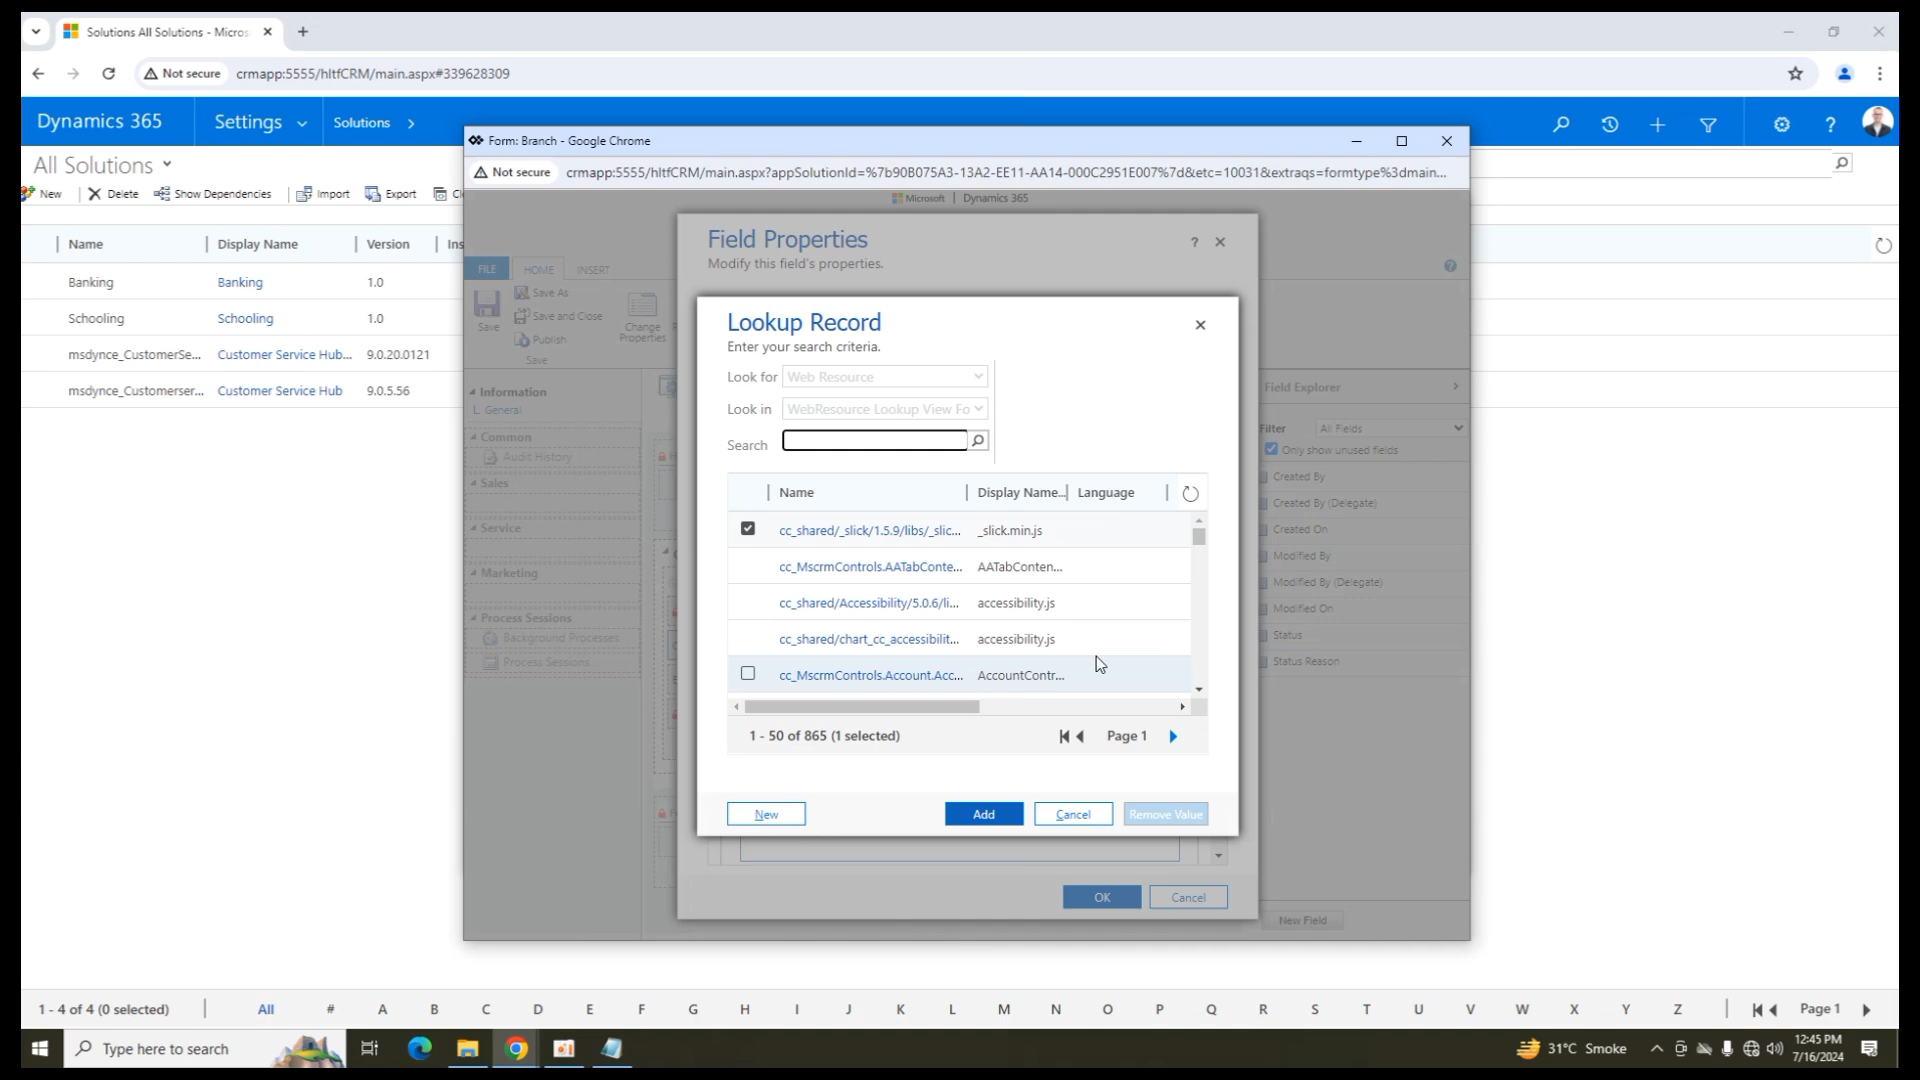 Solutions All Solutions - Micros
Not secure
crmapp:5555/hltfCRM/main.aspx#339628309
Dynamics 365
Settings
Solutions
All Solutions
New
Delete
Show Dependencies
Import
Export
Name
Display Name
Version
Ins
Banking
Banking
1.0
Schooling
Schooling
1.0
msdynce_CustomerSe...
Customer Service Hub...
9.0.20.0121
msdynce_Customerser...
Customer Service Hub
9.0.5.56
Form: Branch - Google Chrome
Not secure
crmapp:5555/hltfCRM/main.aspx?appSolutionId=%7b90B075A3-13A2-EE11-AA14-000C2951E007%7d&etc=10031&extraqs=formtype%3dmain...
Microsoft | Dynamics 365
FILE
HOME
INSERT
Save
Save As
Save and Close
Publish
Save
Change Properties
Information
General
Common
Audit History
Sales
Service
Marketing
Process Sessions
Background Processes
Process Sessions
Field Properties
Modify this field's properties.
Lookup Record
Enter your search criteria.
Look for
Web Resource
Look in
WebResource Lookup View Fo
Search
Name
Display Name...
Language
cc_shared/_slick/1.5.9/libs/_slic...
_slick.min.js
cc_MscrmControls.AATabConte...
AATabConten...
cc_shared/Accessibility/5.0.6/li...
accessibility.js
cc_shared/chart_cc_accessibilit...
accessibility.js
cc_MscrmControls.Account.Acc...
AccountContr...
1 - 50 of 865 (1 selected)
Page 1
New
Add
Cancel
Remove Value
OK
Cancel
Field Explorer
Filter
All Fields
Only show unused fields
Created By
Created By (Delegate)
Created On
Modified By
Modified By (Delegate)
Modified On
Status
Status Reason
New Field
1 - 4 of 4 (0 selected)
All
#
A
B
C
D
E
F
G
H
I
J
K
L
M
N
O
P
Q
R
S
T
U
V
W
X
Y
Z
Page 1
Type here to search
31°C Smoke
12:45 PM
7/16/2024